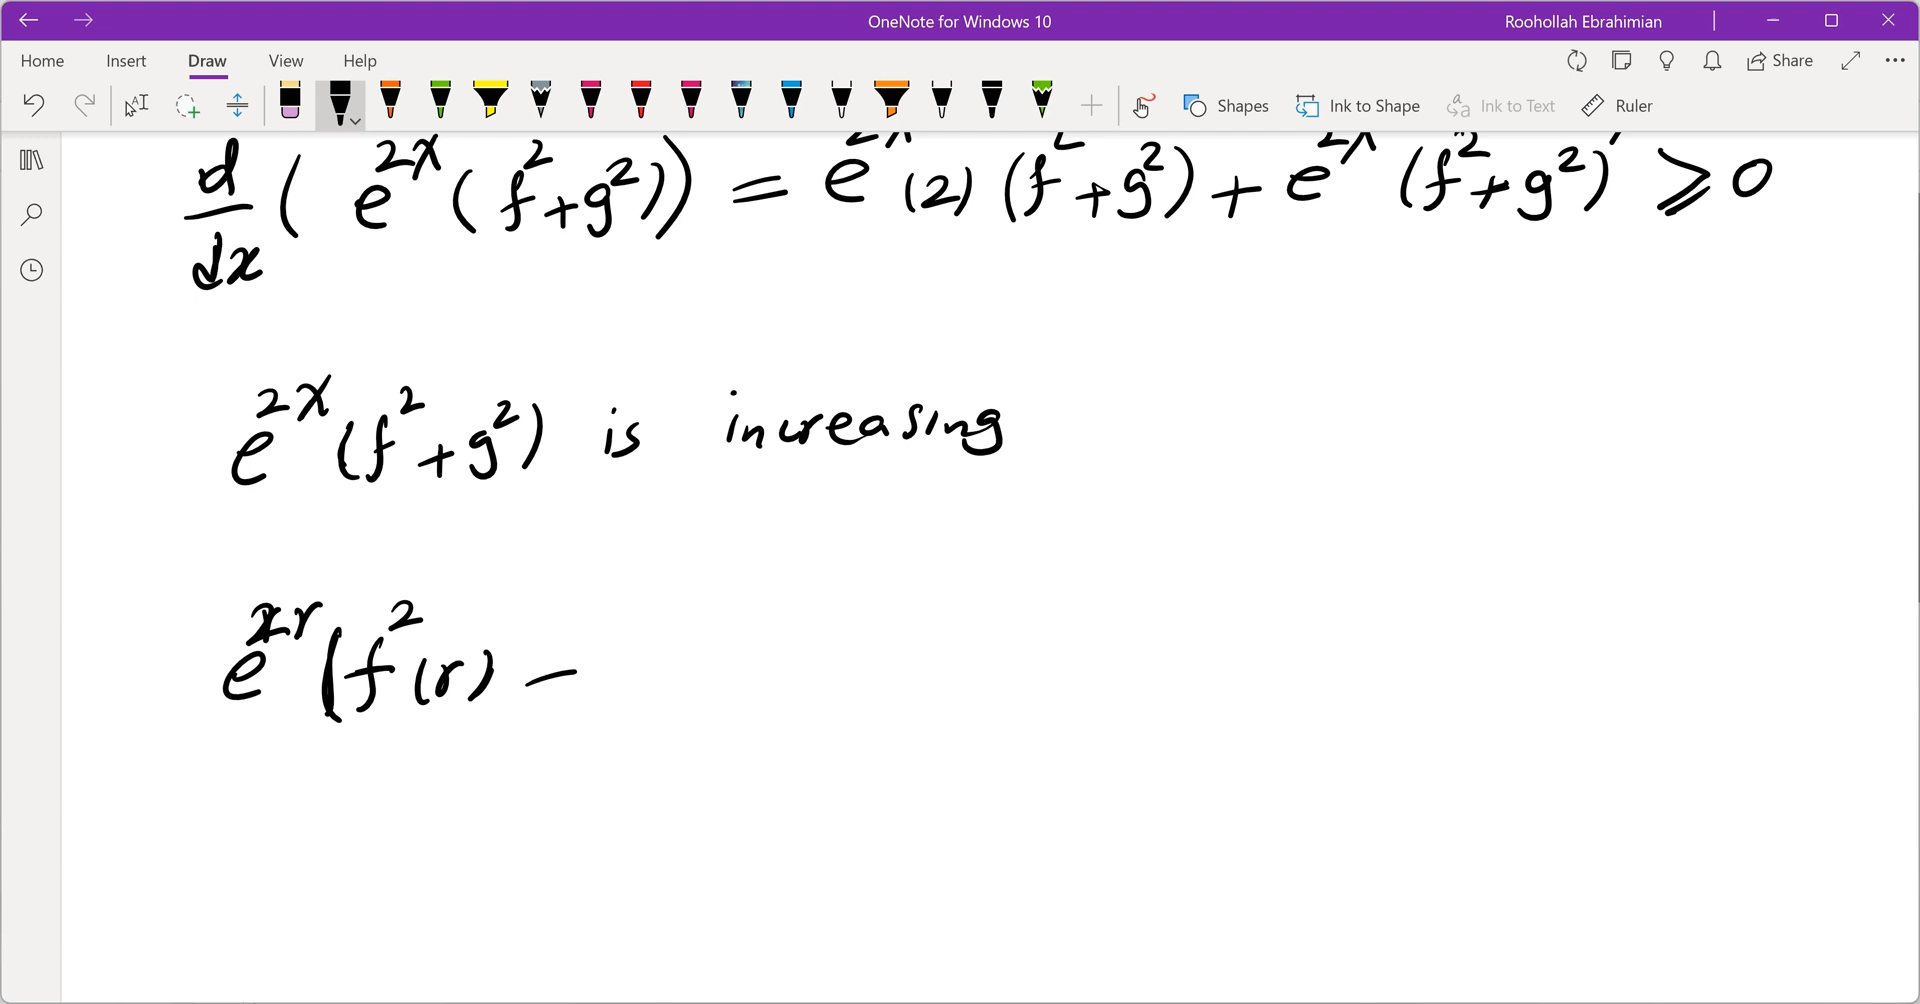 OneNote for Windows 10 Roohollah Ebrahimian
Home Insert Draw View Help Share
Shapes Ink to Shape Ink to Text Ruler
d/dx ( e^{2x} (f^2+g^2)) = e^{2x} (2) (f^2+g^2) + e^{2x} (f^2+g^2)' ⩾ 0
e^{2x} (f^2+g^2) is increasing
e^{2r} (f^2(r) −